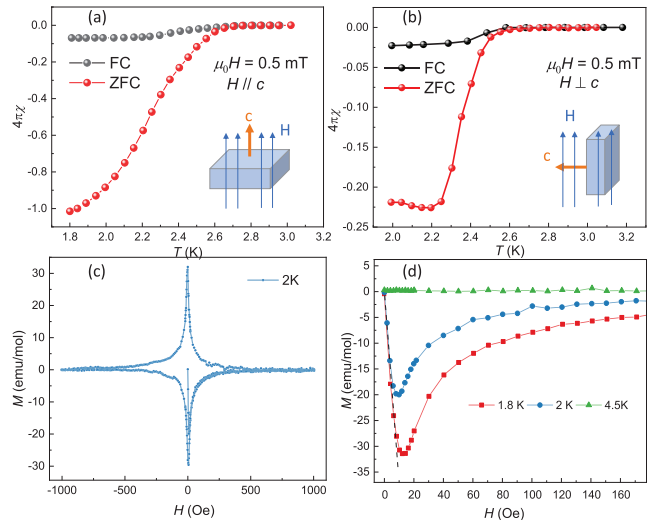 (a)
0.0
-0.2
-0.4
-0.6
-0.8
-1.0
4πχ
FC
ZFC
μ₀H = 0.5 mT
H // c
c
H
1.8 2.0 2.2 2.4 2.6 2.8 3.0 3.2
T (K)
(b)
0.00
-0.05
-0.10
-0.15
-0.20
-0.25
4πχ
FC
ZFC
μ₀H = 0.5 mT
H ⊥ c
H
c
2.0 2.2 2.4 2.6 2.8 3.0 3.2
T (K)
(c)
30
20
10
0
-10
-20
-30
M (emu/mol)
2K
-1000 -500 0 500 1000
H (Oe)
(d)
5
0
-5
-10
-15
-20
-25
-30
-35
M (emu/mol)
1.8 K 2 K 4.5K
0 20 40 60 80 100 120 140 160
H (Oe)